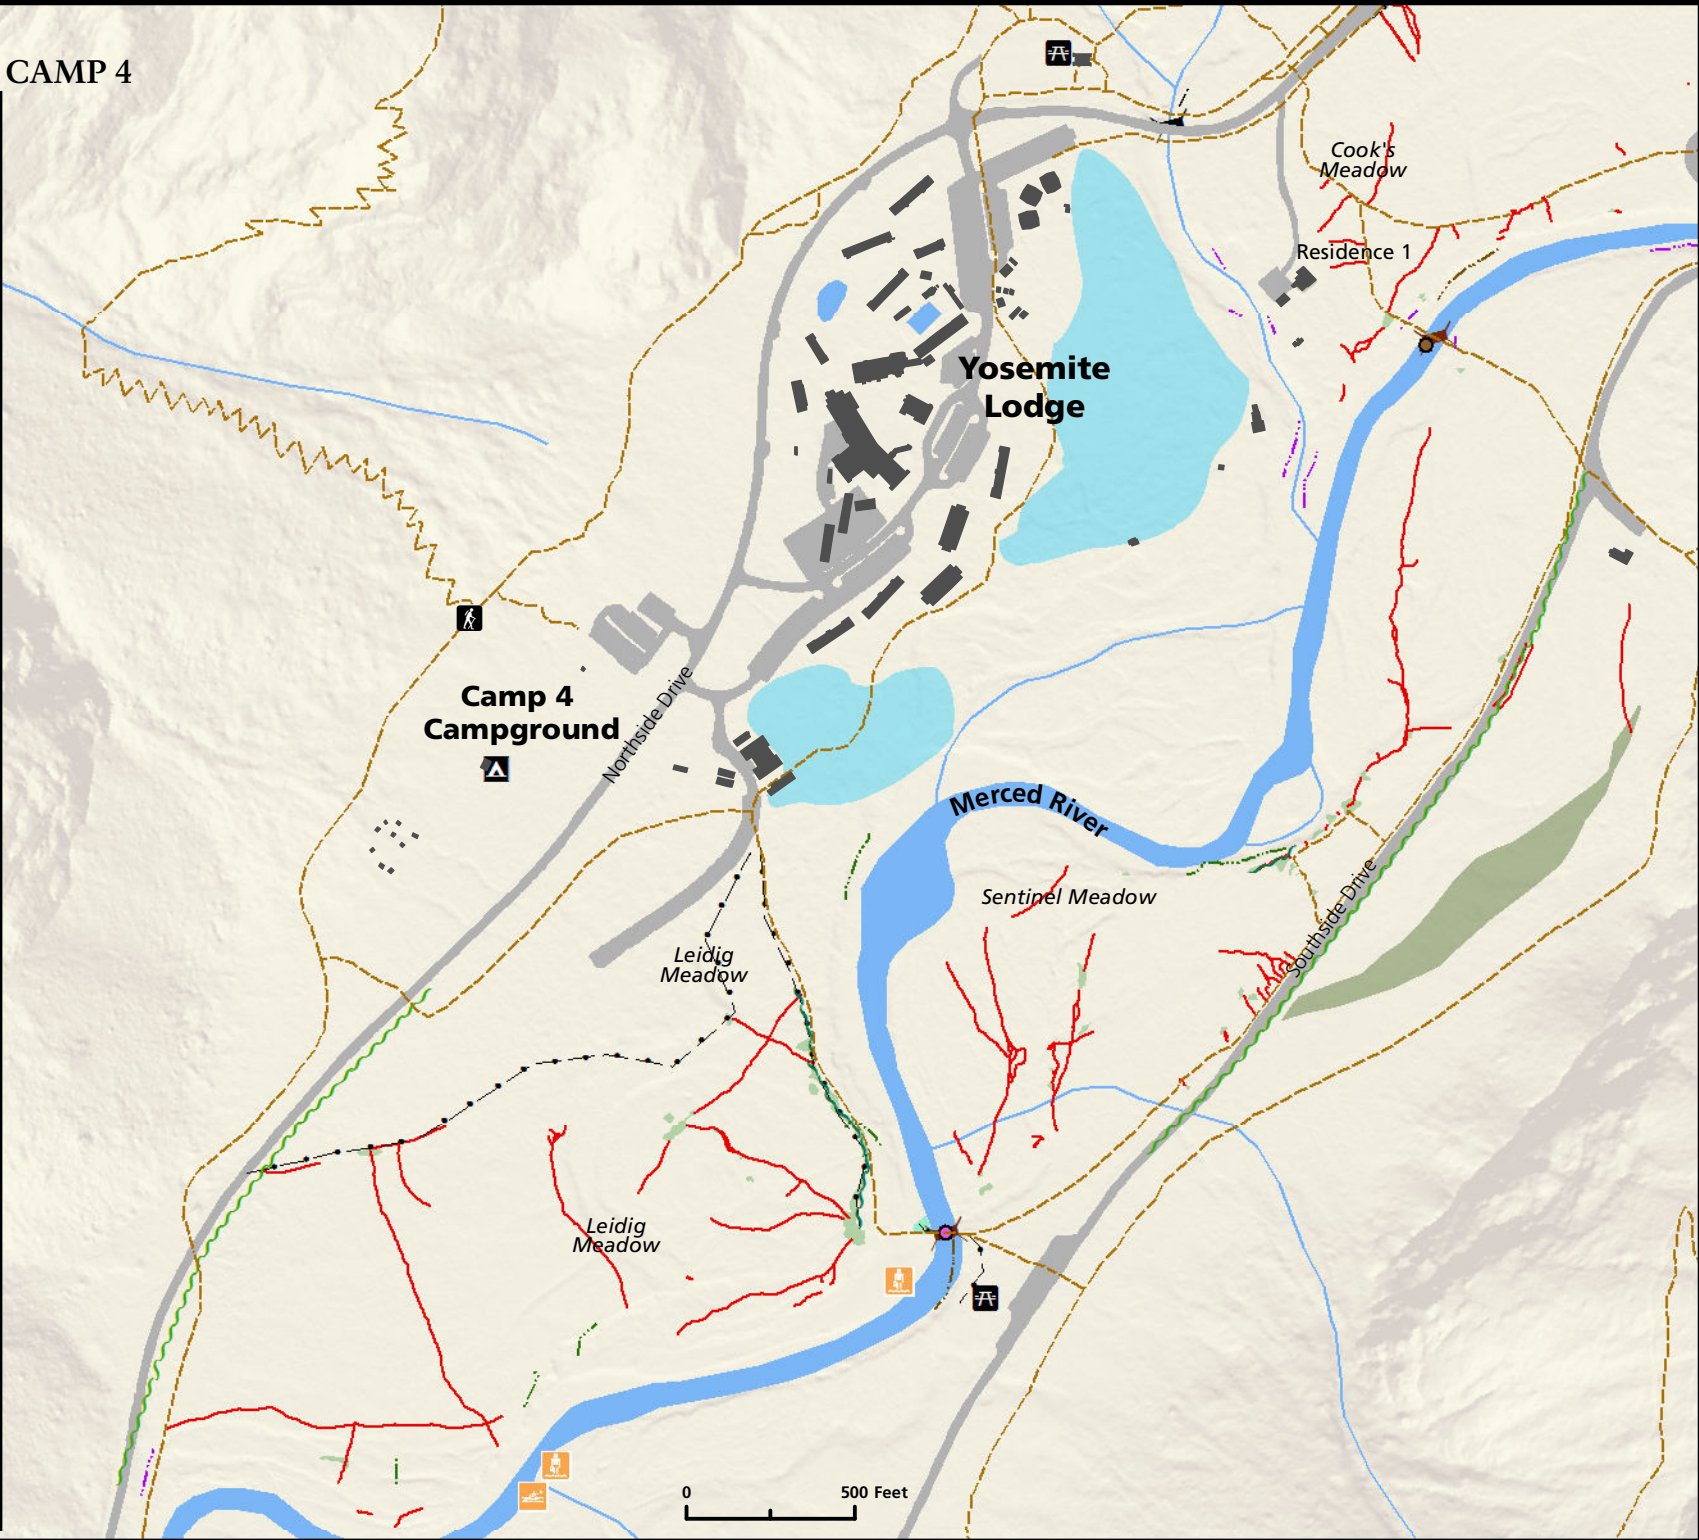 CAMP 4
Cook's
Meadow
Residence 1
Yosemite
Lodge
Camp 4
Campground
Northside Drive
Merced River
Sentinel Meadow
Southside Drive
Leidig
Meadow
Leidig
Meadow
0 500 Feet